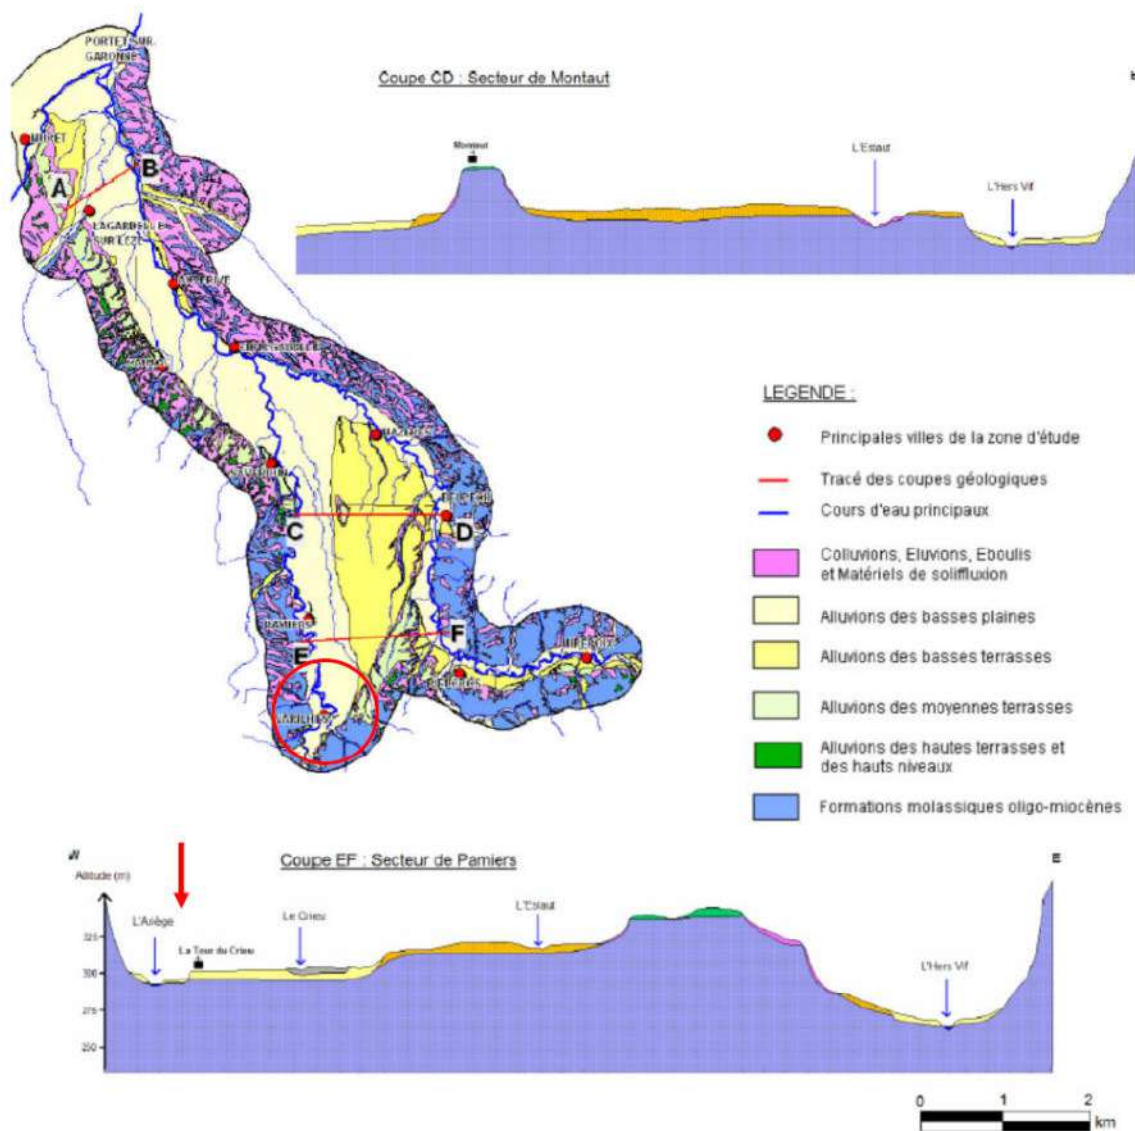 PORTET SUR.
GARONNE
Coupe CD : Secteur de Montaut
MURET
A
B
LAGARDELLE
SUR LEZE
Montaut
L'Estaut
L'Hers Vif
LEGENDE :
Principales villes de la zone d'étude
Tracé des coupes géologiques
Cours d'eau principaux
Colluvions, Eluvions, Eboulis
et Matériels de soliffluxion
Alluvions des basses plaines
Alluvions des basses terrasses
Alluvions des moyennes terrasses
Alluvions des hautes terrasses et
des hauts niveaux
Formations molassiques oligo-miocènes
MAZERES
SAVERDUN
C
D
PAMIERS
E
F
MIREPOIX
Coupe EF : Secteur de Pamiers
E
Altitude (m)
L'Ariège
La Tour du Crieu
Le Crieu
L'Estaut
L'Hers Vif
325
300
275
250
0 1 2
km